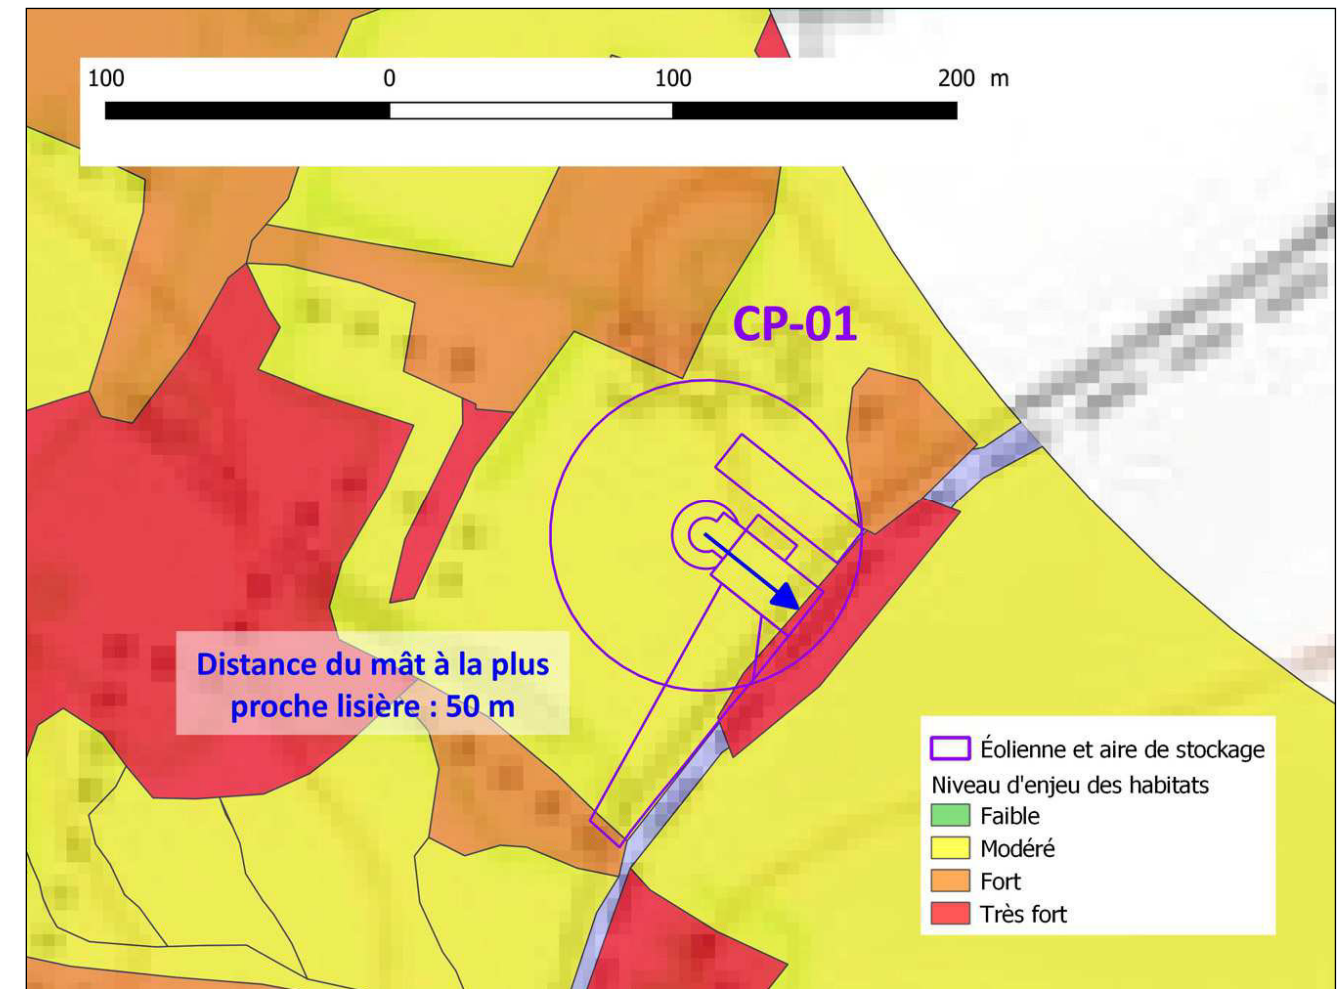 100 0 100 200 m
CP-01
Distance du mât à la plus
proche lisière : 50 m
Éolienne et aire de stockage
Niveau d'enjeu des habitats
Faible
Modéré
Fort
Très fort